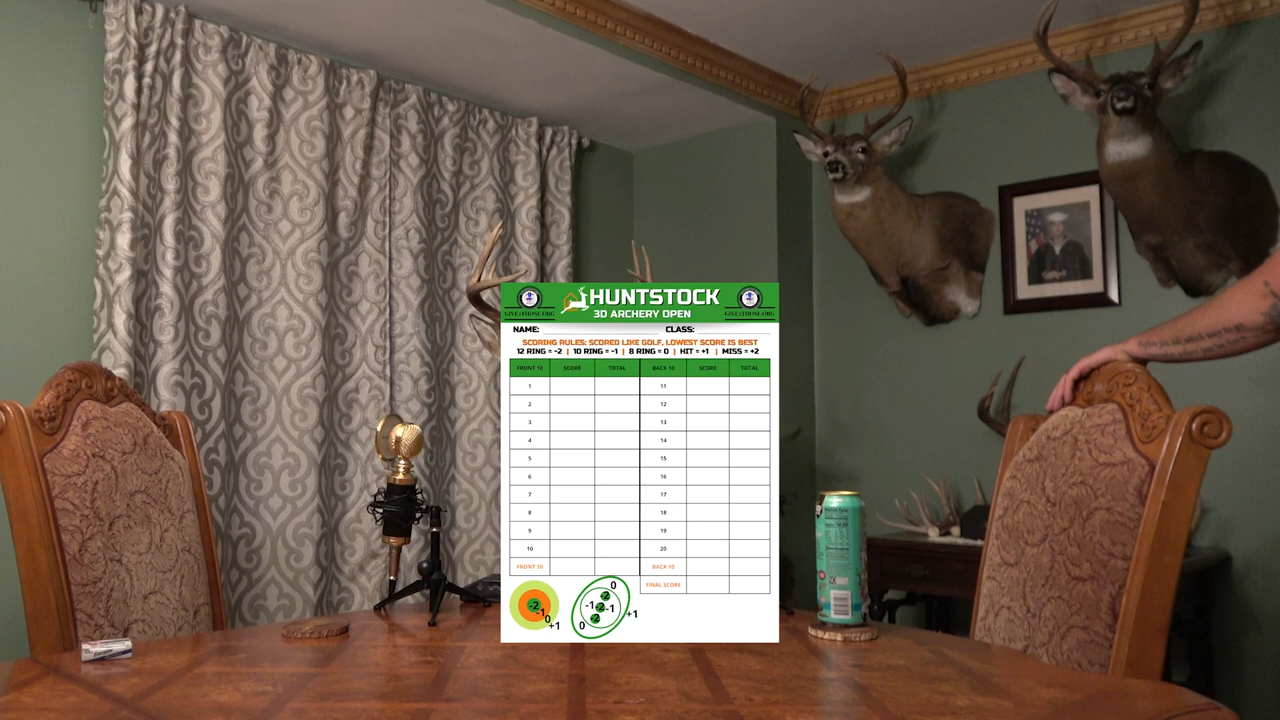 HUNTSTOCK
3D ARCHERY OPEN
GIVE2THOSE.ORG
GIVE2THOSE.ORG
NAME: CLASS:
SCORING RULES: SCORED LIKE GOLF, LOWEST SCORE IS BEST
12 RING = -2 | 10 RING = -1 | 8 RING = 0 | HIT = +1 | MISS = +2
FRONT 10 SCORE TOTAL BACK 10 SCORE TOTAL
1 11
2 12
3 13
4 14
5 15
6 16
7 17
8 18
9 19
10 20
FRONT 10 BACK 10
FINAL SCORE
-2 -1 0 +1
0 -2 -1 -2 -1 +1 -2 0